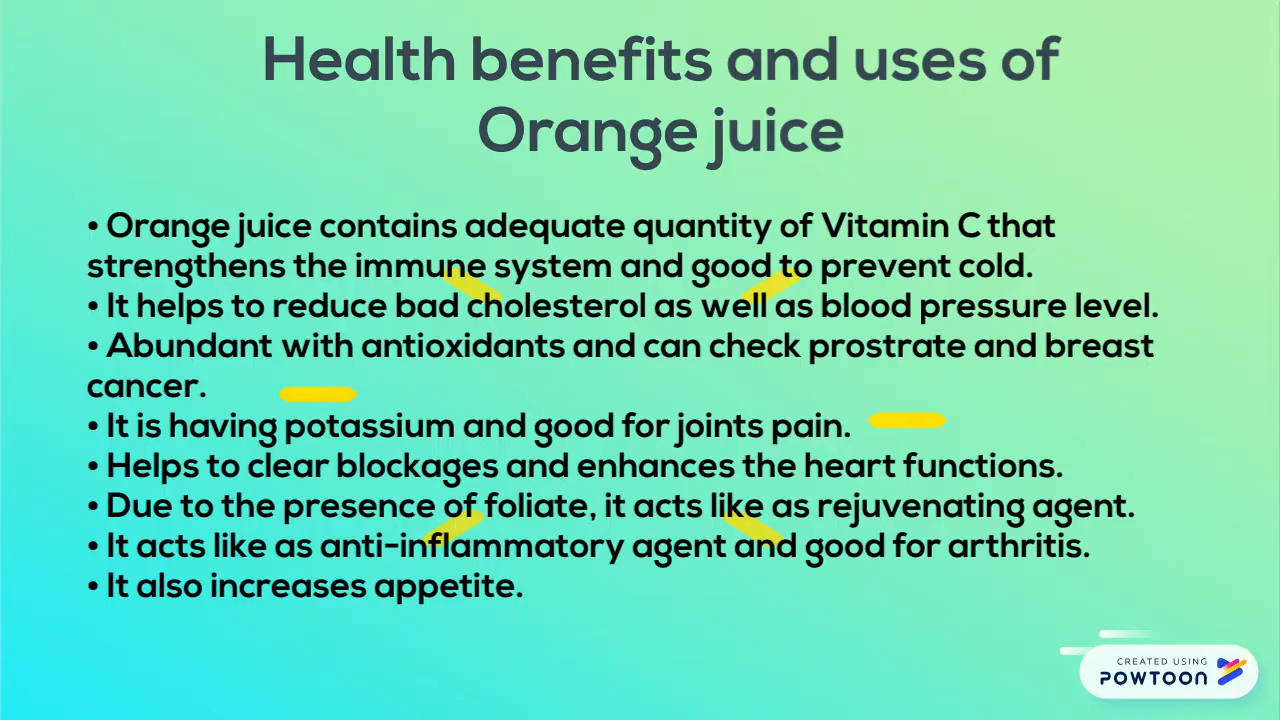 Health benefits and uses of
Orange juice
• Orange juice contains adequate quantity of Vitamin C that
strengthens the immune system and good to prevent cold.
• It helps to reduce bad cholesterol as well as blood pressure level.
• Abundant with antioxidants and can check prostrate and breast
cancer.
• It is having potassium and good for joints pain.
• Helps to clear blockages and enhances the heart functions.
• Due to the presence of foliate, it acts like as rejuvenating agent.
• It acts like as anti-inflammatory agent and good for arthritis.
• It also increases appetite.
CREATED USING
POWTOON